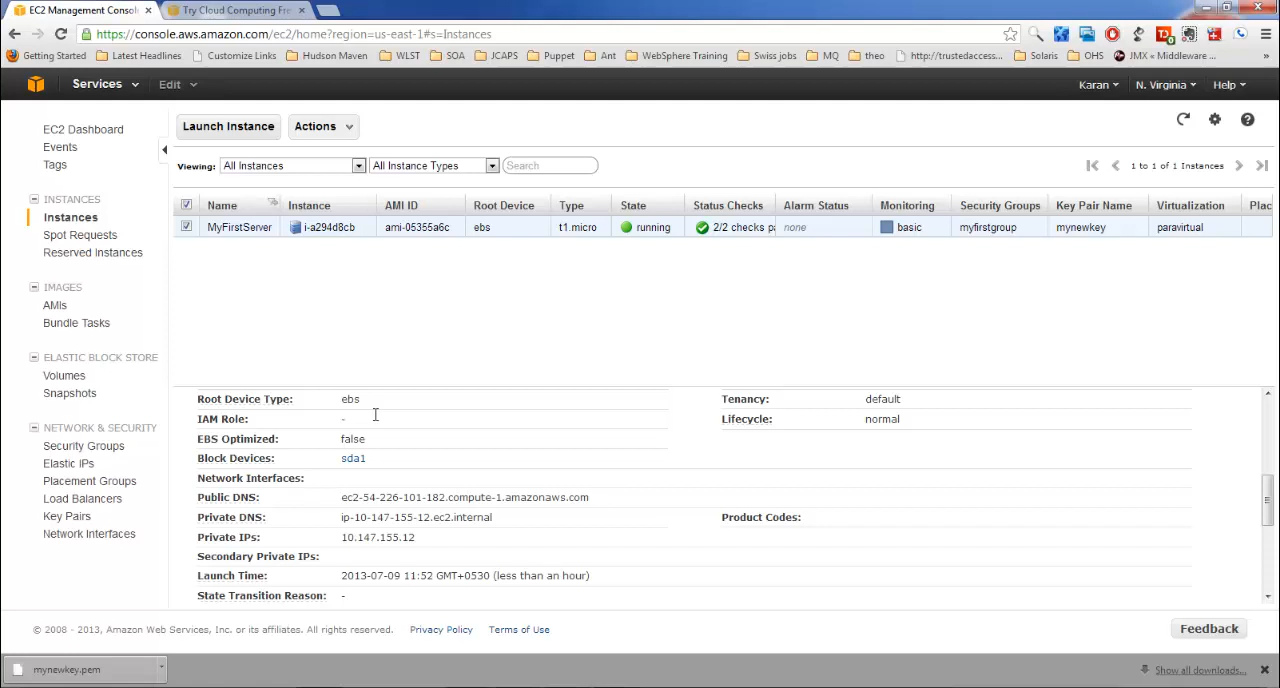 EC2 Management Consol
Try Cloud Computing Fre
https://console.aws.amazon.com/ec2/home?region=us-east-1#s=Instances
Getting Started Latest Headlines Customize Links Hudson Maven WLST SOA JCAPS Puppet Ant WebSphere Training Swiss jobs MQ theo http://trustedaccess... Solaris OHS JMX « Middleware ... »
Services Edit Karan N. Virginia Help
EC2 Dashboard
Events
Tags
INSTANCES
Instances
Spot Requests
Reserved Instances
IMAGES
AMIs
Bundle Tasks
ELASTIC BLOCK STORE
Volumes
Snapshots
NETWORK & SECURITY
Security Groups
Elastic IPs
Placement Groups
Load Balancers
Key Pairs
Network Interfaces
Launch Instance Actions
Viewing: All Instances All Instance Types Search 1 to 1 of 1 Instances
Name Instance AMI ID Root Device Type State Status Checks Alarm Status Monitoring Security Groups Key Pair Name Virtualization Plac
MyFirstServer i-a294d8cb ami-05355a6c ebs t1.micro running 2/2 checks pa none basic myfirstgroup mynewkey paravirtual
Root Device Type: ebs Tenancy: default
IAM Role: - Lifecycle: normal
EBS Optimized: false
Block Devices: sda1
Network Interfaces:
Public DNS: ec2-54-226-101-182.compute-1.amazonaws.com
Private DNS: ip-10-147-155-12.ec2.internal Product Codes:
Private IPs: 10.147.155.12
Secondary Private IPs:
Launch Time: 2013-07-09 11:52 GMT+0530 (less than an hour)
State Transition Reason: -
© 2008 - 2013, Amazon Web Services, Inc. or its affiliates. All rights reserved. Privacy Policy Terms of Use Feedback
mynewkey.pem Show all downloads...